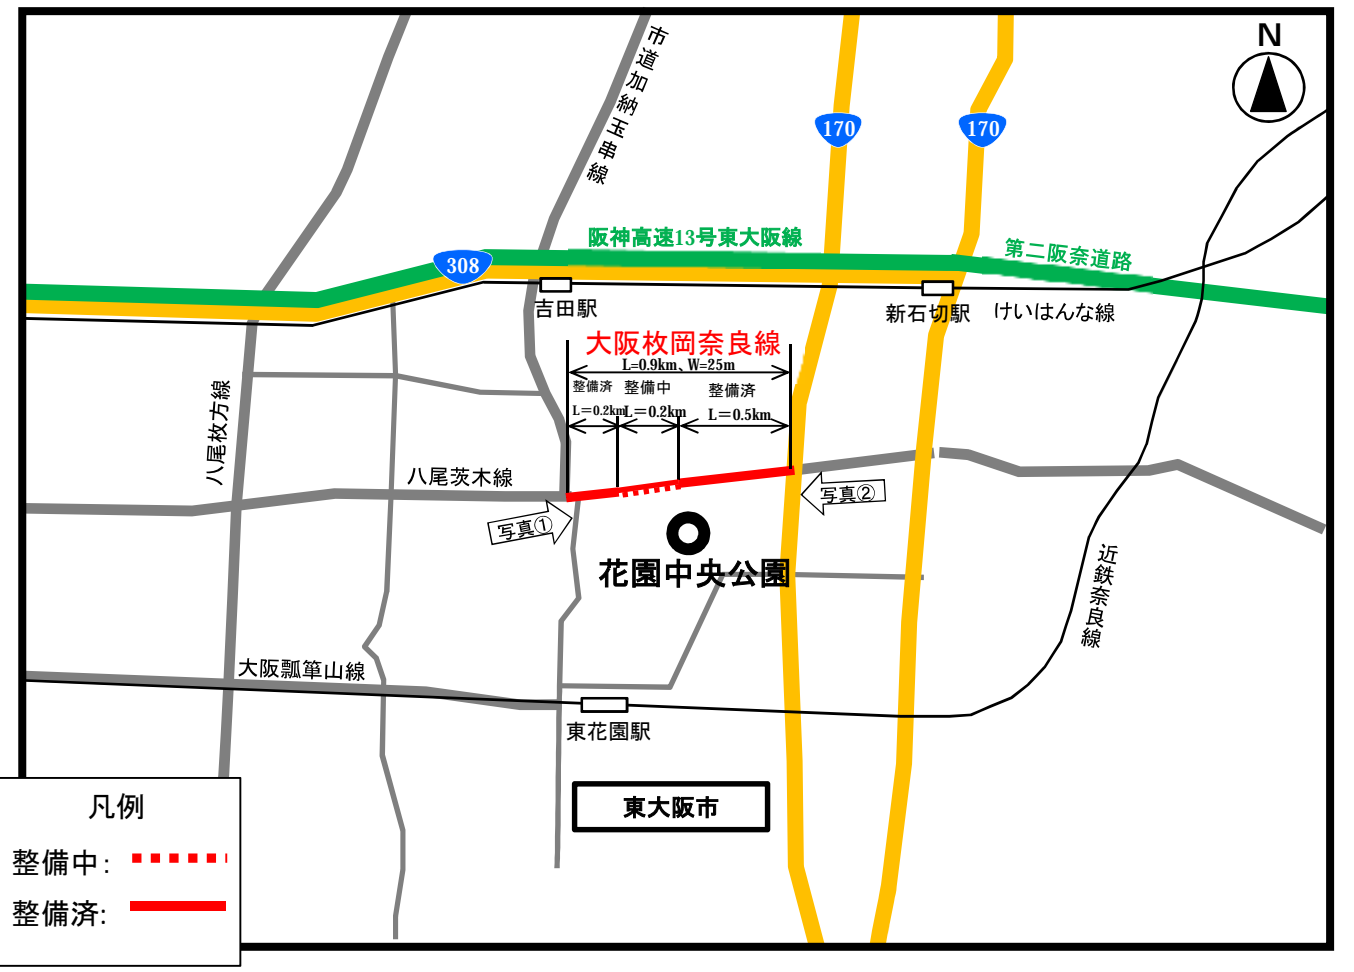 N
市道加納玉串線
170
170
阪神高速13号東大阪線
第二阪奈道路
308
吉田駅
新石切駅
けいはんな線
大阪枚岡奈良線
L=0.9km、W=25m
整備済
整備中
整備済
L=0.2km
L=0.2km
L=0.5km
八尾枚方線
八尾茨木線
写真①
写真②
花園中央公園
近鉄奈良線
大阪瓢箪山線
東花園駅
東大阪市
凡例
整備中:
整備済: